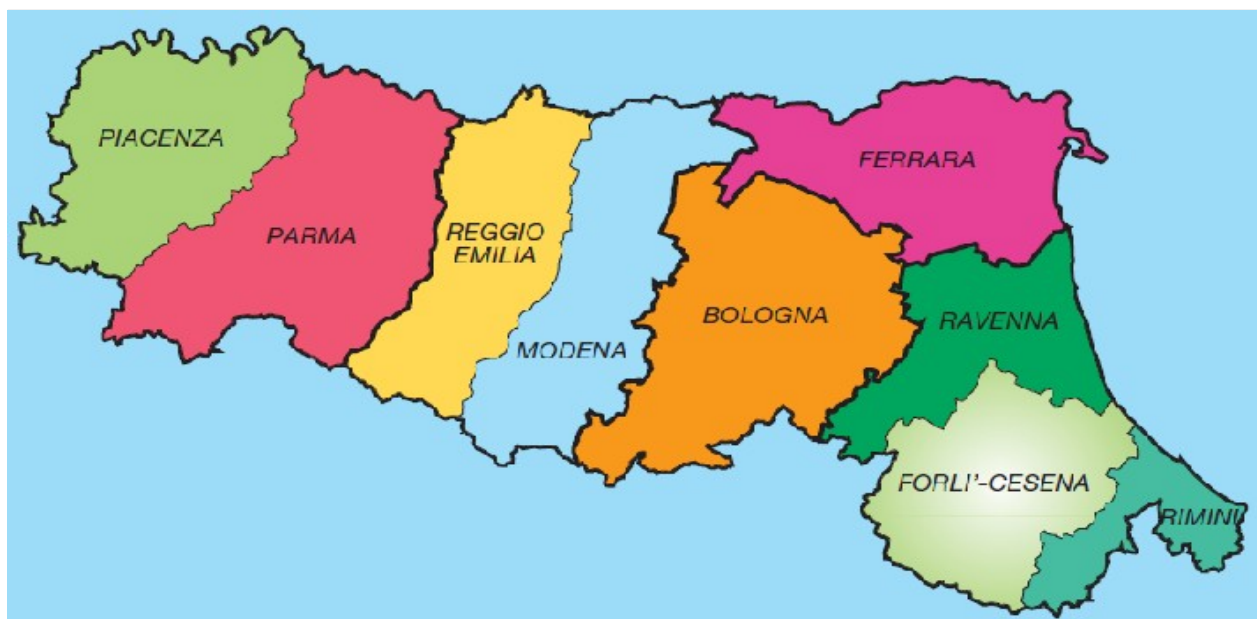 PIACENZA
PARMA
REGGIO
EMILIA
MODENA
BOLOGNA
FERRARA
RAVENNA
FORLI'-CESENA
RIMINI